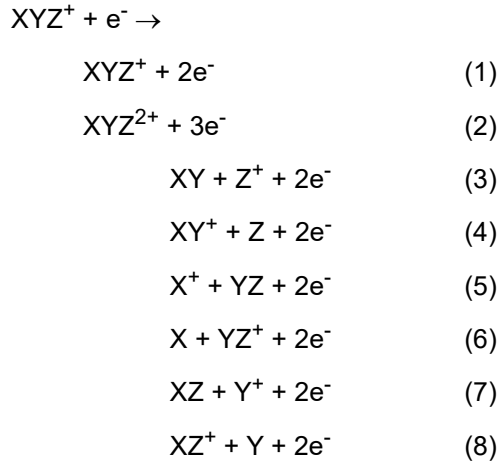 XYZ⁺ + e⁻ →
XYZ⁺ + 2e⁻ (1)
XYZ²⁺ + 3e⁻ (2)
XY + Z⁺ + 2e⁻ (3)
XY⁺ + Z + 2e⁻ (4)
X⁺ + YZ + 2e⁻ (5)
X + YZ⁺ + 2e⁻ (6)
XZ + Y⁺ + 2e⁻ (7)
XZ⁺ + Y + 2e⁻ (8)